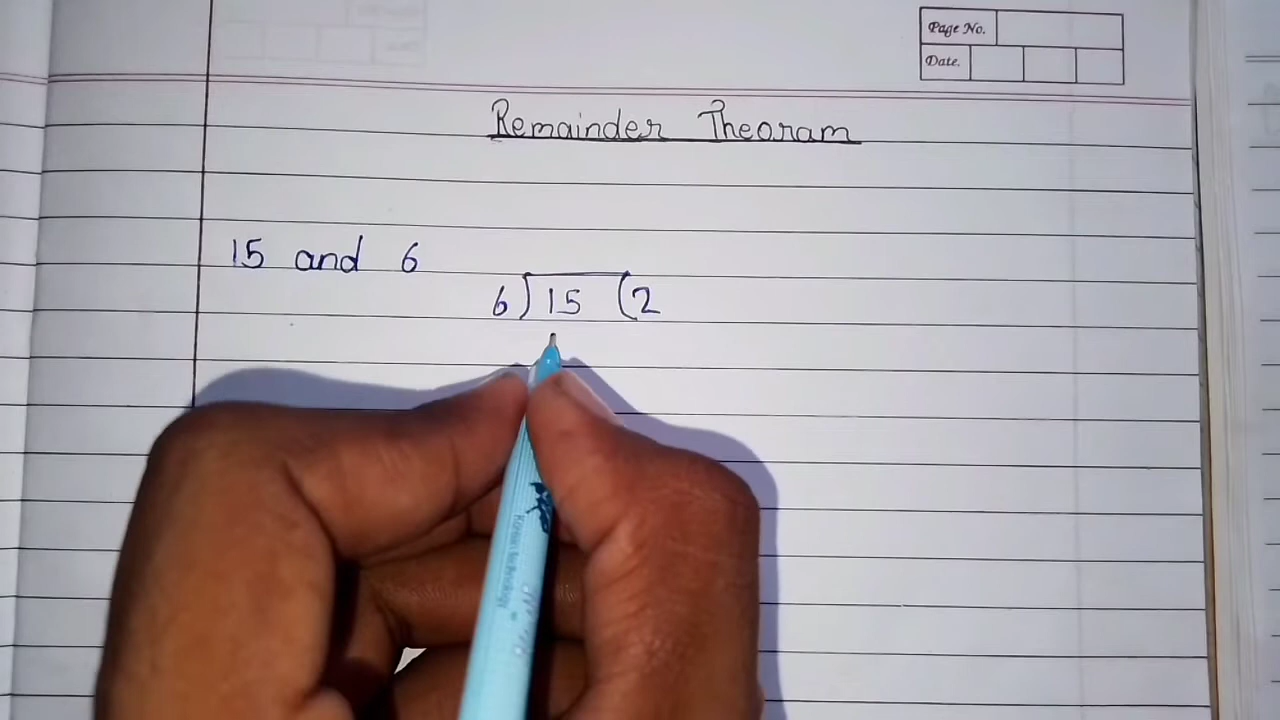 Page No.
Date.
Remainder Theoram
15 and 6
6) 15 (2